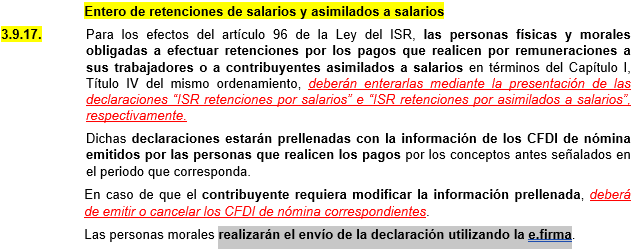 Entero de retenciones de salarios y asimilados a salarios
3.9.17. Para los efectos del artículo 96 de la Ley del ISR, las personas físicas y morales
obligadas a efectuar retenciones por los pagos que realicen por remuneraciones a
sus trabajadores o a contribuyentes asimilados a salarios en términos del Capítulo I,
Título IV del mismo ordenamiento, deberán enterarlas mediante la presentación de las
declaraciones “ISR retenciones por salarios” e “ISR retenciones por asimilados a salarios”,
respectivamente.
Dichas declaraciones estarán prellenadas con la información de los CFDI de nómina
emitidos por las personas que realicen los pagos por los conceptos antes señalados en
el periodo que corresponda.
En caso de que el contribuyente requiera modificar la información prellenada, deberá
de emitir o cancelar los CFDI de nómina correspondientes.
Las personas morales realizarán el envío de la declaración utilizando la e.firma.